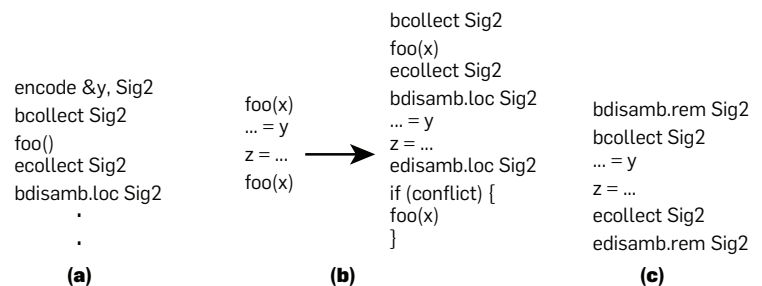 encode &y, Sig2
bcollect Sig2
foo()
ecollect Sig2
bdisamb.loc Sig2
.
.
(a)
foo(x)
... = y
z = ...
foo(x)
bcollect Sig2
foo(x)
ecollect Sig2
bdisamb.loc Sig2
... = y
z = ...
edisamb.loc Sig2
if (conflict) {
foo(x)
}
(b)
bdisamb.rem Sig2
bcollect Sig2
... = y
z = ...
ecollect Sig2
edisamb.rem Sig2
(c)